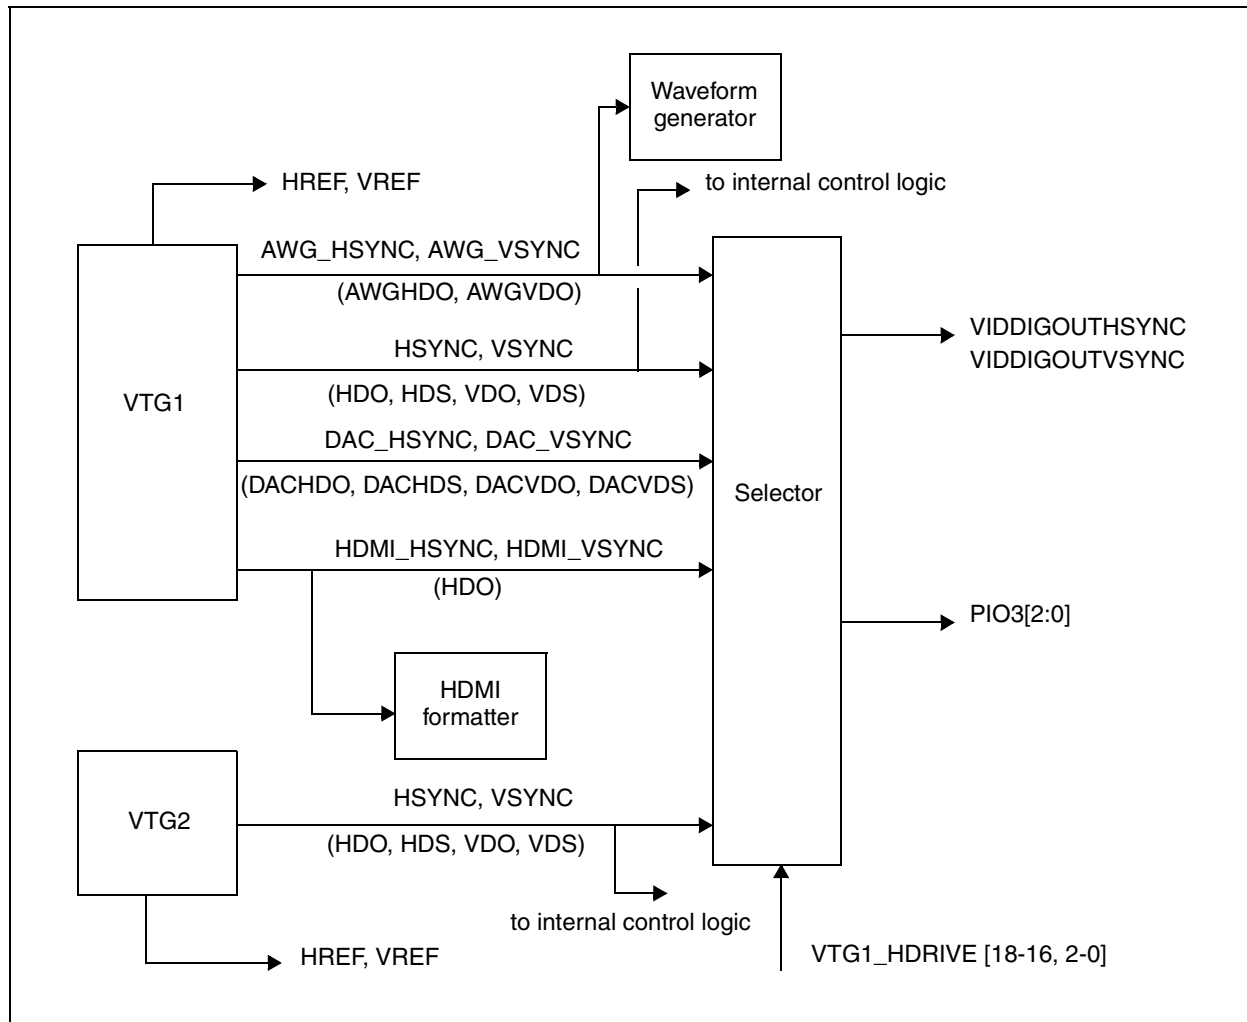 Waveform
generator
HREF, VREF
to internal control logic
AWG_HSYNC, AWG_VSYNC
(AWGHDO, AWGVDO)
VIDDIGOUTHSYNC
VIDDIGOUTVSYNC
HSYNC, VSYNC
(HDO, HDS, VDO, VDS)
VTG1
DAC_HSYNC, DAC_VSYNC
(DACHDO, DACHDS, DACVDO, DACVDS)
Selector
HDMI_HSYNC, HDMI_VSYNC
(HDO)
PIO3[2:0]
HDMI
formatter
HSYNC, VSYNC
VTG2
(HDO, HDS, VDO, VDS)
to internal control logic
HREF, VREF
VTG1_HDRIVE [18-16, 2-0]